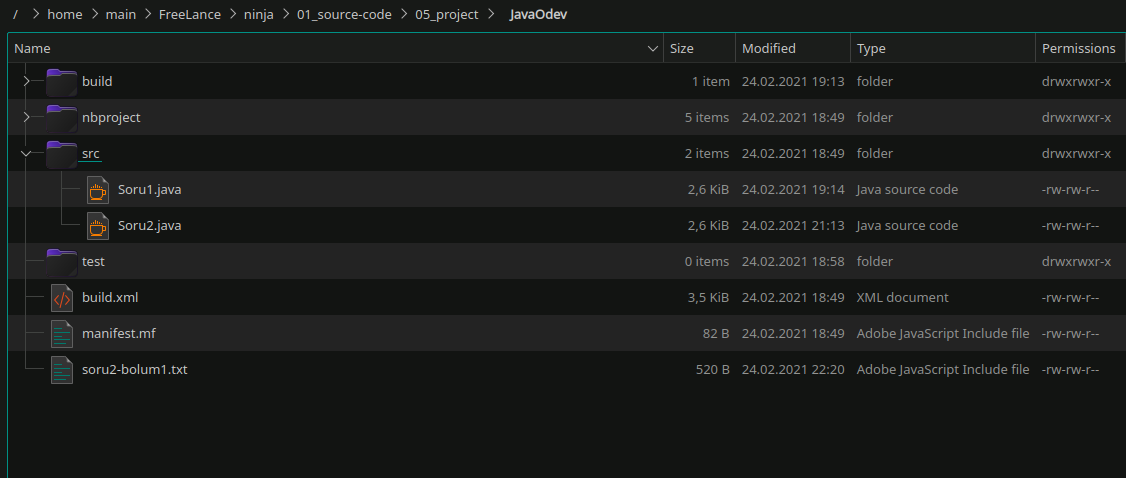 / > home > main > FreeLance > ninja > 01_source-code > 05_project > JavaOdev
Name Size Modified Type Permissions
build 1 item 24.02.2021 19:13 folder drwxrwxr-x
nbproject 5 items 24.02.2021 18:49 folder drwxrwxr-x
src 2 items 24.02.2021 18:49 folder drwxrwxr-x
Soru1.java 2,6 KiB 24.02.2021 19:14 Java source code -rw-rw-r--
Soru2.java 2,6 KiB 24.02.2021 21:13 Java source code -rw-rw-r--
test 0 items 24.02.2021 18:58 folder drwxrwxr-x
build.xml 3,5 KiB 24.02.2021 18:49 XML document -rw-rw-r--
manifest.mf 82 B 24.02.2021 18:49 Adobe JavaScript Include file -rw-rw-r--
soru2-bolum1.txt 520 B 24.02.2021 22:20 Adobe JavaScript Include file -rw-rw-r--